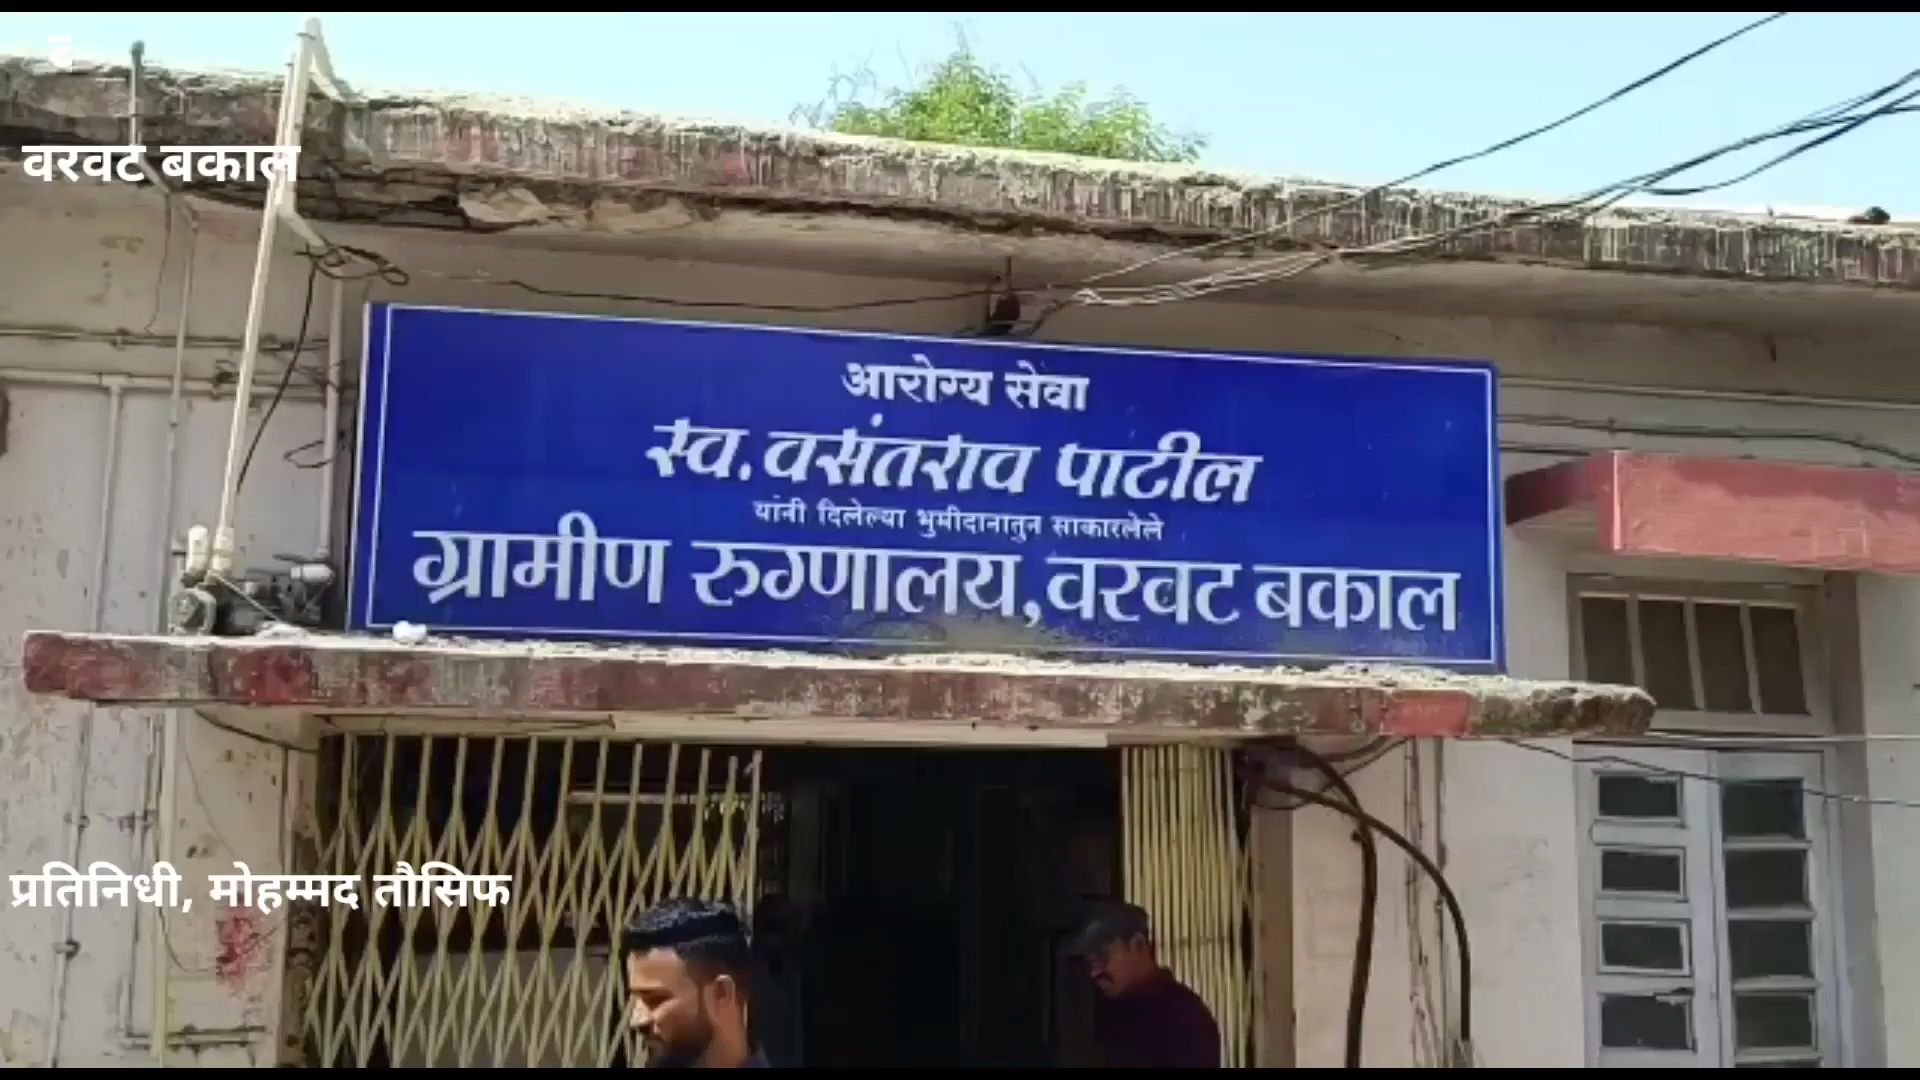 वरवट बकाल
आरोग्य सेवा
स्व. वसंतराव पाटील
यांनी दिलेल्या भुमीदानातुन साकारलेले
ग्रामीण रुग्णालय, वरवट बकाल
प्रतिनिधी, मोहम्मद तौसिफ